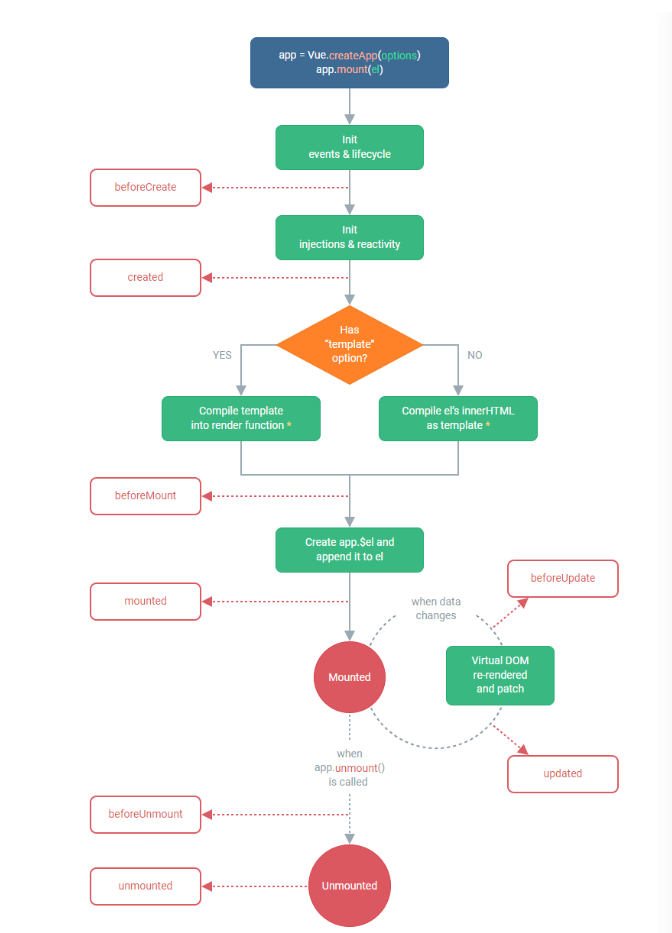 app = Vue.createApp(options)
app.mount(el)
Init
events & lifecycle
beforeCreate
Init
injections & reactivity
created
Has
“template”
option?
YES
NO
Compile template
into render function *
Compile el's innerHTML
as template *
beforeMount
Create app.$el and
append it to el
beforeUpdate
mounted
when data
changes
Mounted
Virtual DOM
re-rendered
and patch
when
app.unmount()
is called
updated
beforeUnmount
unmounted
Unmounted